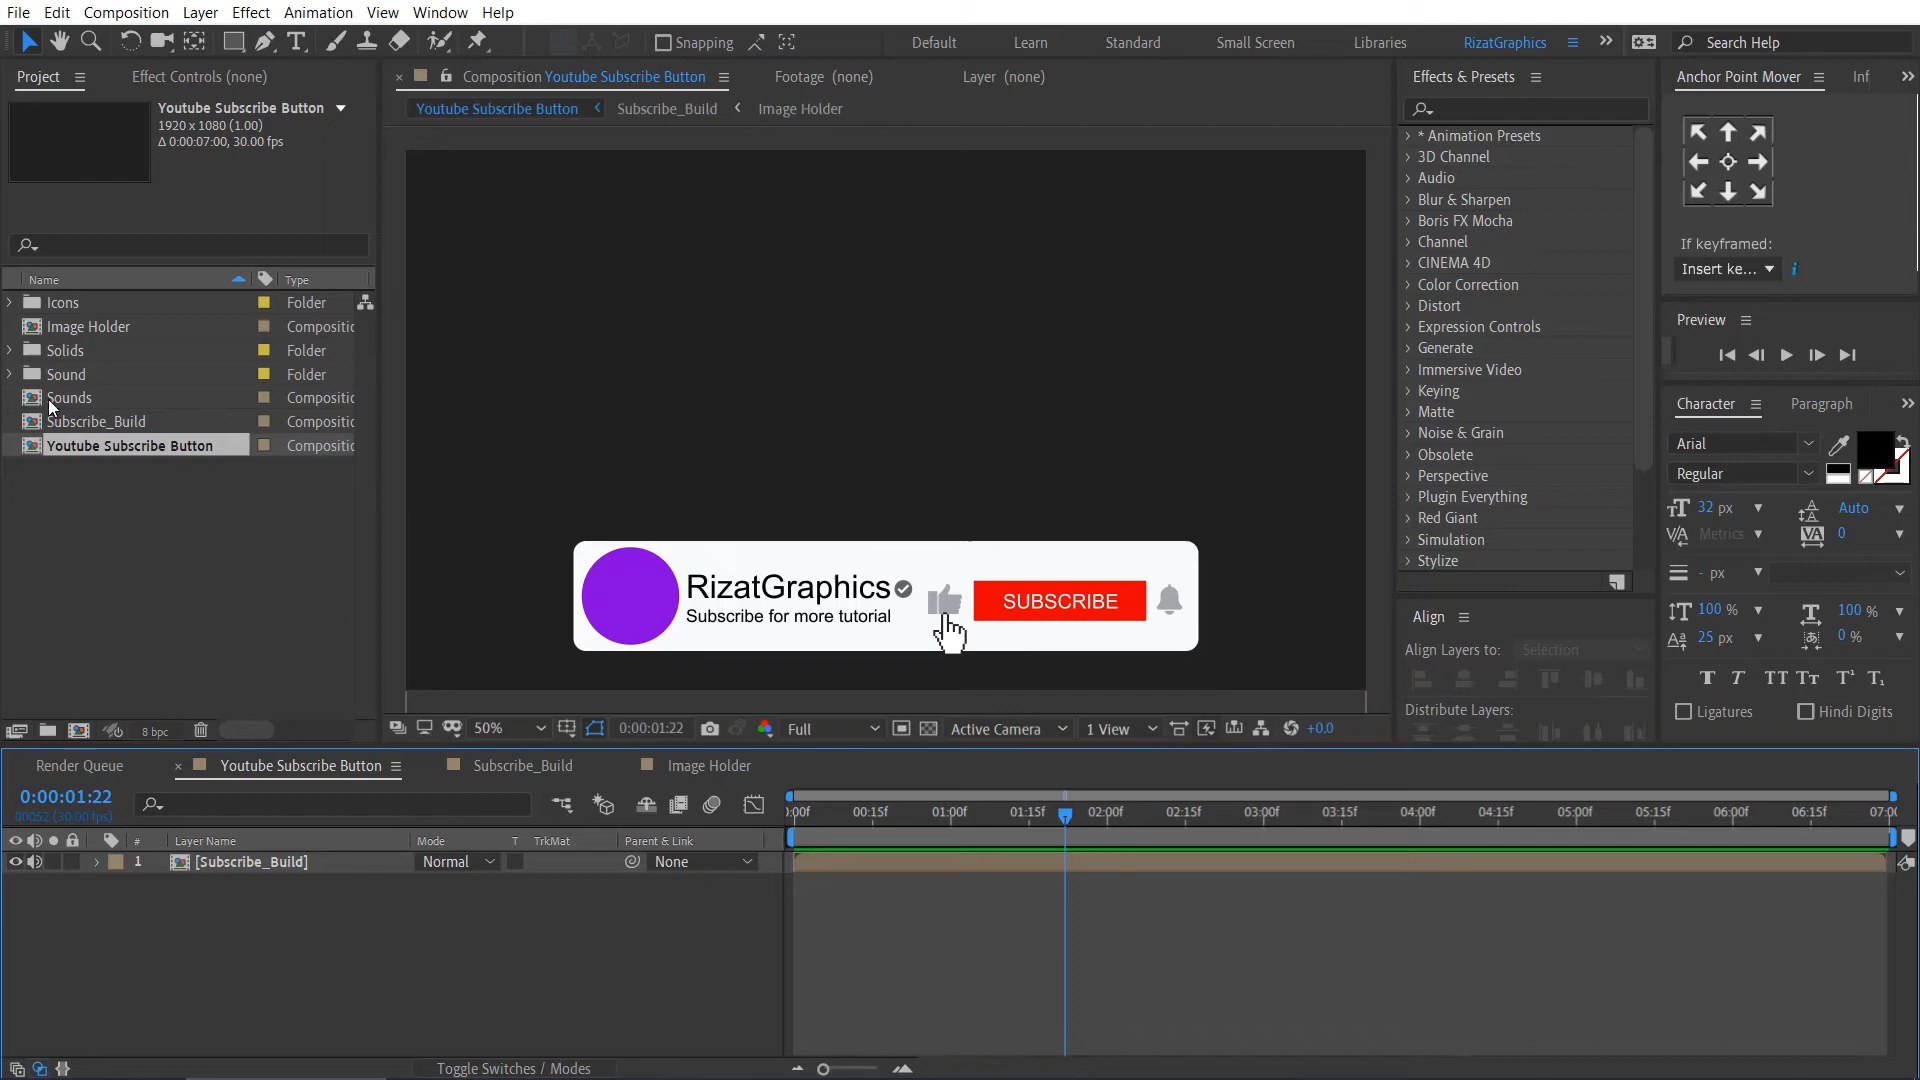 File Edit Composition Layer Effect Animation View Window Help
Snapping Default Learn Standard Small Screen Libraries RizatGraphics Search Help
Project Effect Controls (none)
Youtube Subscribe Button
1920 x 1080 (1.00)
Δ 0:00:07:00, 30.00 fps
Name Type
Icons Folder
Image Holder Compositic
Solids Folder
Sound Folder
Sounds Compositic
Subscribe_Build Compositic
Youtube Subscribe Button Compositic
8 bpc
Composition Youtube Subscribe Button Footage (none) Layer (none)
Youtube Subscribe Button Subscribe_Build Image Holder
RizatGraphics
Subscribe for more tutorial
SUBSCRIBE
50% 0:00:01:22 Full Active Camera 1 View +0.0
Effects & Presets
* Animation Presets
3D Channel
Audio
Blur & Sharpen
Boris FX Mocha
Channel
CINEMA 4D
Color Correction
Distort
Expression Controls
Generate
Immersive Video
Keying
Matte
Noise & Grain
Obsolete
Perspective
Plugin Everything
Red Giant
Simulation
Stylize
Align
Align Layers to: Selection
Distribute Layers:
Anchor Point Mover Inf
If keyframed:
Insert ke...
Preview
Character Paragraph
Arial
Regular
32 px Auto
Metrics 0
- px
100 % 100 %
25 px 0 %
T T TT Tt T¹ T₁
Ligatures Hindi Digits
Render Queue Youtube Subscribe Button Subscribe_Build Image Holder
0:00:01:22
00052 (30.00 fps)
# Layer Name Mode T TrkMat Parent & Link
1 [Subscribe_Build] Normal None
:00f 00:15f 01:00f 01:15f 02:00f 02:15f 03:00f 03:15f 04:00f 04:15f 05:00f 05:15f 06:00f 06:15f 07:00
Toggle Switches / Modes